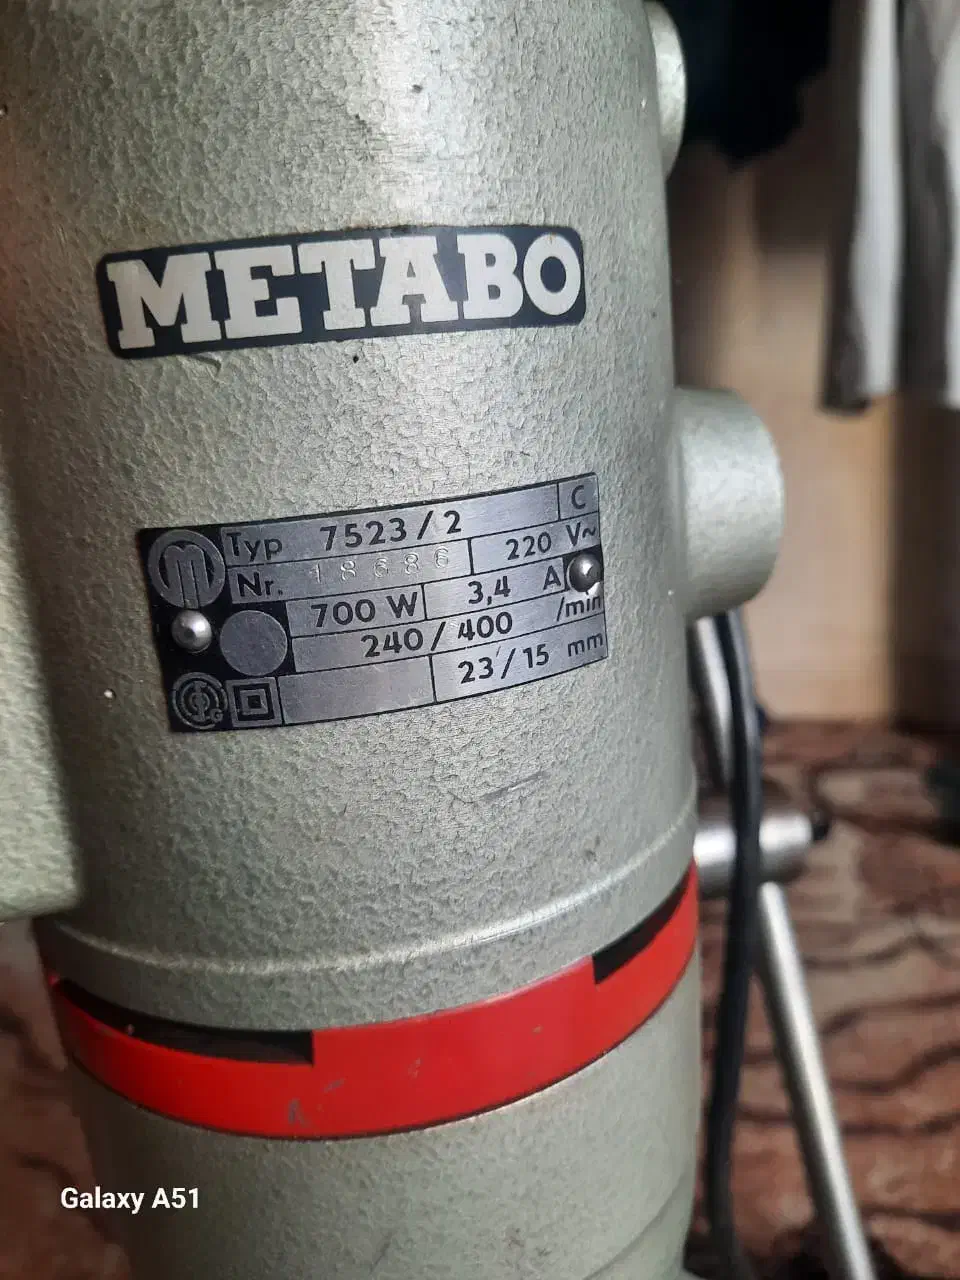 METABO
Typ 7523/2 C
Nr. 18686 220 V~
700 W 3,4 A
240/400 /min
23/15 mm
Galaxy A51